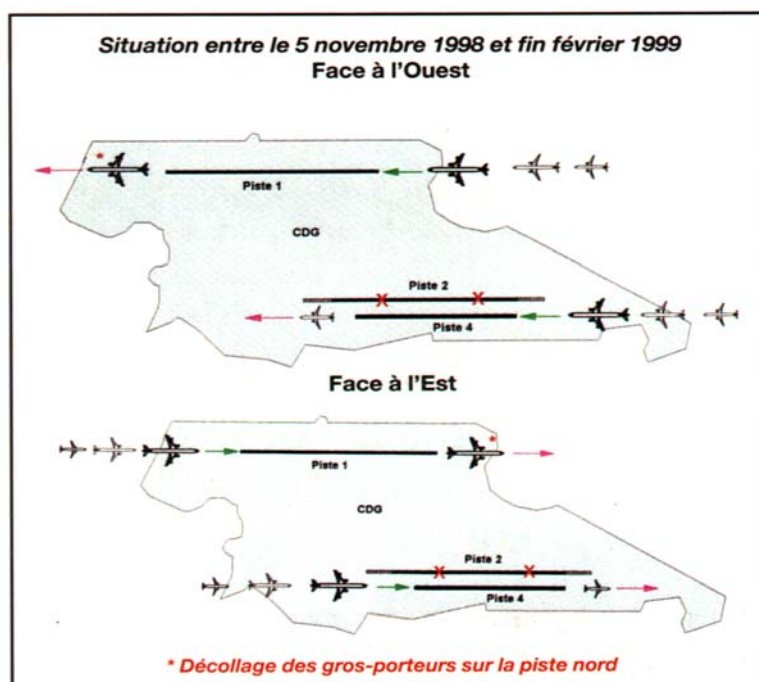 Situation entre le 5 novembre 1998 et fin février 1999
Face à l'Ouest
*
Piste 1
CDG
Piste 2
X X
Piste 4
Face à l'Est
*
Piste 1
CDG
Piste 2
X X
Piste 4
* Décollage des gros-porteurs sur la piste nord